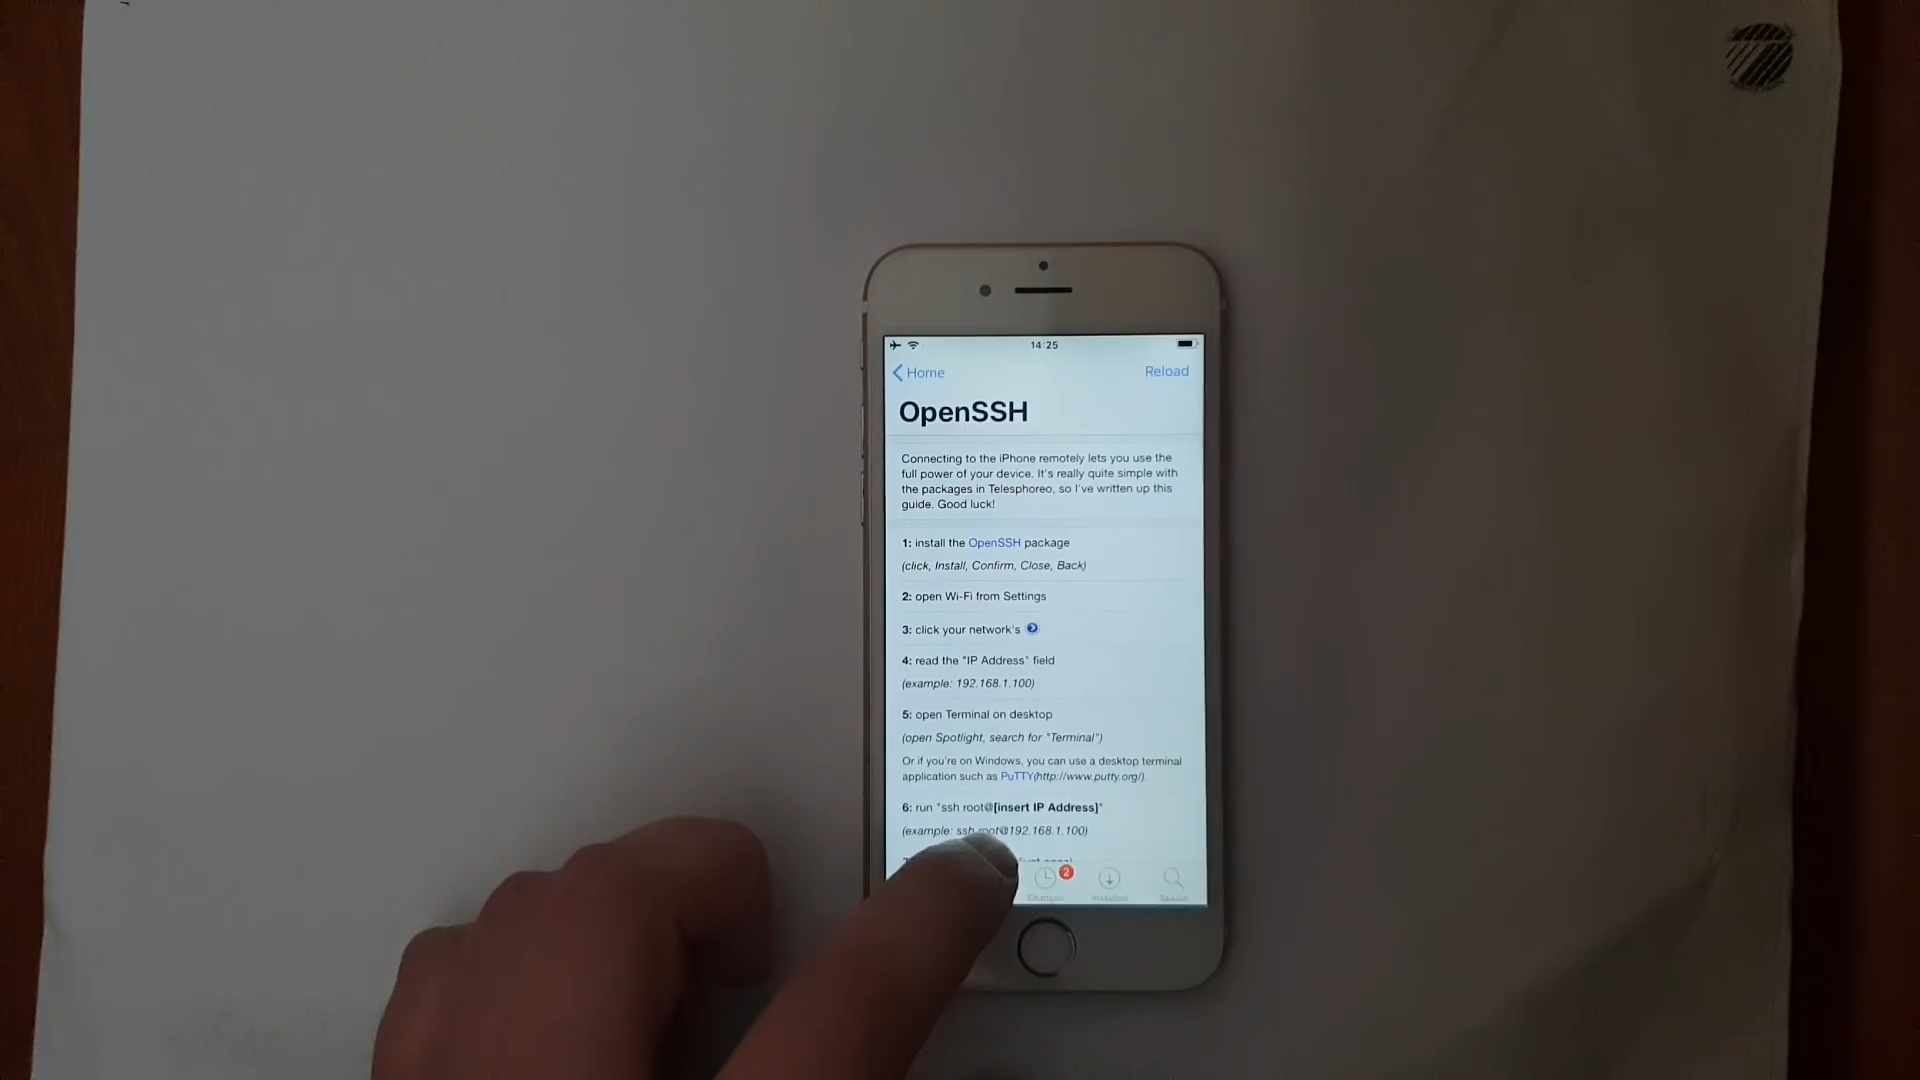 14:25
Home
Reload
OpenSSH
Connecting to the iPhone remotely lets you use the
full power of your device. It's really quite simple with
the packages in Telesphoreo, so I've written up this
guide. Good luck!
1: install the OpenSSH package
(click, Install, Confirm, Close, Back)
2: open Wi-Fi from Settings
3: click your network's
4: read the "IP Address" field
(example: 192.168.1.100)
5: open Terminal on desktop
(open Spotlight, search for "Terminal")
Or if you're on Windows, you can use a desktop terminal
application such as PuTTY(http://www.putty.org/).
6: run "ssh root@[insert IP Address]"
(example: ssh root@192.168.1.100)
2
Changes
Installed
Search